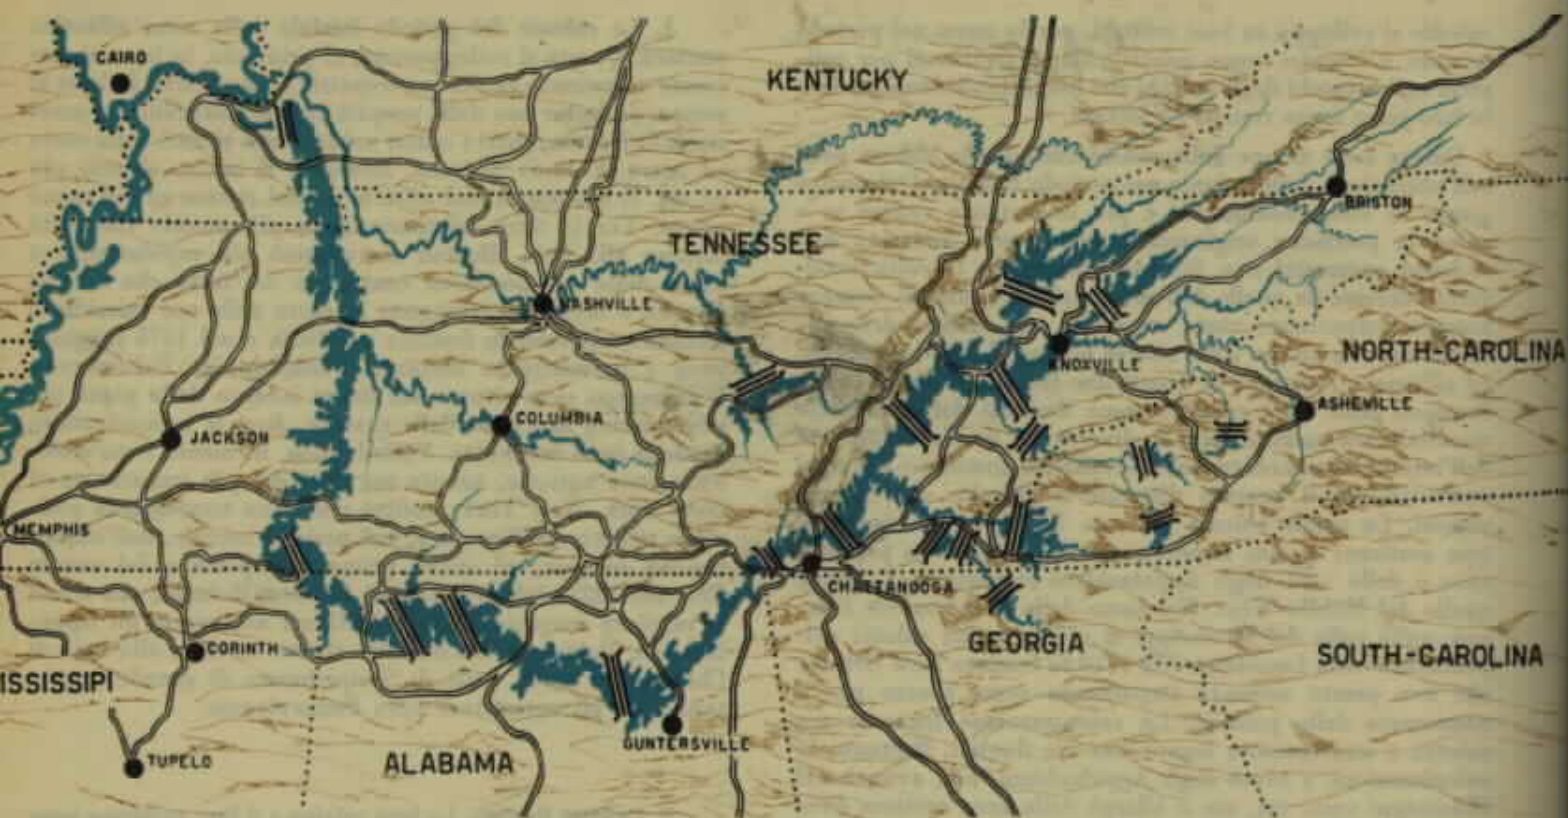 CAIRO
KENTUCKY
BRISTON
TENNESSEE
NASHVILLE
KNOXVILLE
NORTH-CAROLINA
ASHEVILLE
COLUMBIA
JACKSON
MEMPHIS
CHATTANOOGA
GEORGIA
SOUTH-CAROLINA
CORINTH
ISSISSIPI
GUNTERSVILLE
TUPELO
ALABAMA